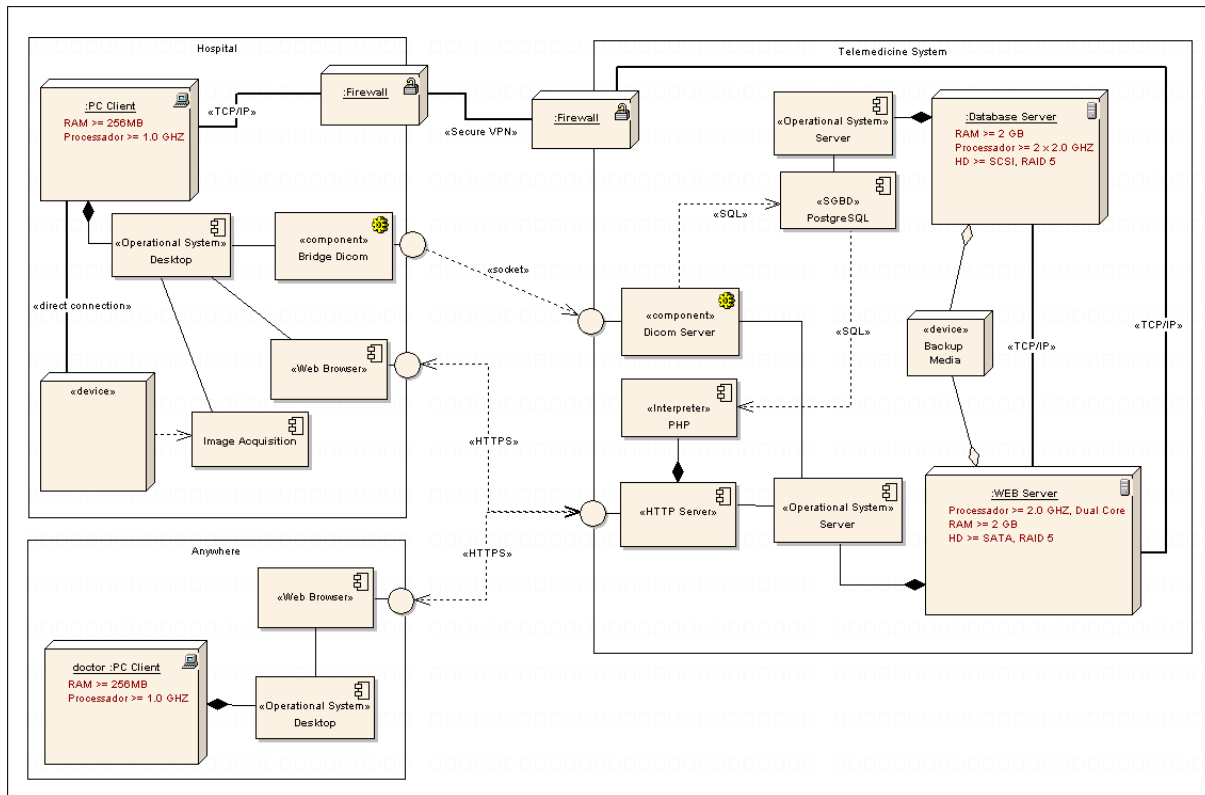 Hospital
:PC Client
RAM >= 256MB
Processador >= 1.0 GHZ
«TCP/IP»
:Firewall
«Secure VPN»
«Operational System»
Desktop
«component»
Bridge Dicom
«socket»
«direct connection»
«Web Browser»
«device»
Image Acquisition
«HTTPS»
Telemedicine System
:Firewall
«Operational System»
Server
:Database Server
RAM >= 2 GB
Processador >= 2 x 2.0 GHZ
HD >= SCSI, RAID 5
«SGBD»
PostgreSQL
«SQL»
«component»
Dicom Server
«SQL»
«device»
Backup
Media
«TCP/IP»
«TCP/IP»
«Interpreter»
PHP
«HTTP Server»
«Operational System»
Server
:WEB Server
Processador >= 2.0 GHZ, Dual Core
RAM >= 2 GB
HD >= SATA, RAID 5
«HTTPS»
Anywhere
«Web Browser»
doctor :PC Client
RAM >= 256MB
Processador >= 1.0 GHZ
«Operational System»
Desktop